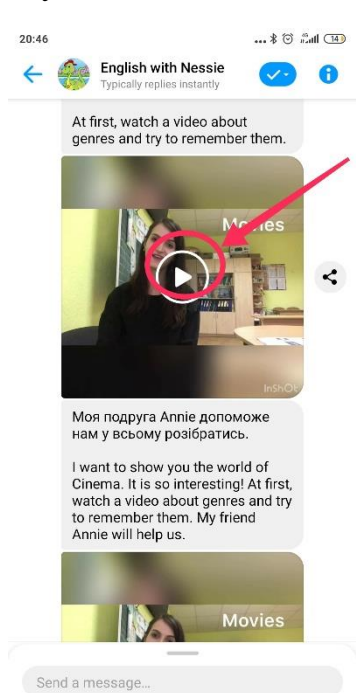 20:46
14
English with Nessie
Typically replies instantly
At first, watch a video about
genres and try to remember them.
Movies
InShOt
Моя подруга Annie допоможе
нам у всьому розібратись.
I want to show you the world of
Cinema. It is so interesting! At first,
watch a video about genres and try
to remember them. My friend
Annie will help us.
Movies
Send a message...